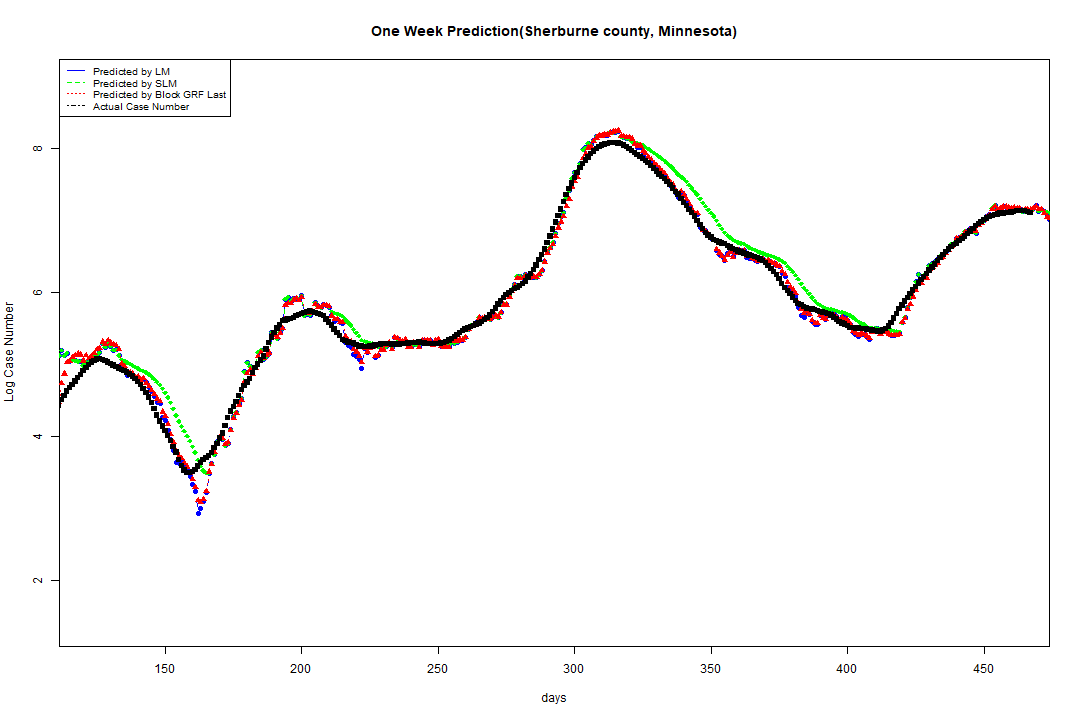 One Week Prediction(Sherburne county, Minnesota)
Predicted by LM
Predicted by SLM
Predicted by Block GRF Last
Actual Case Number
8
6
4
2
Log Case Number
150 200 250 300 350 400 450
days